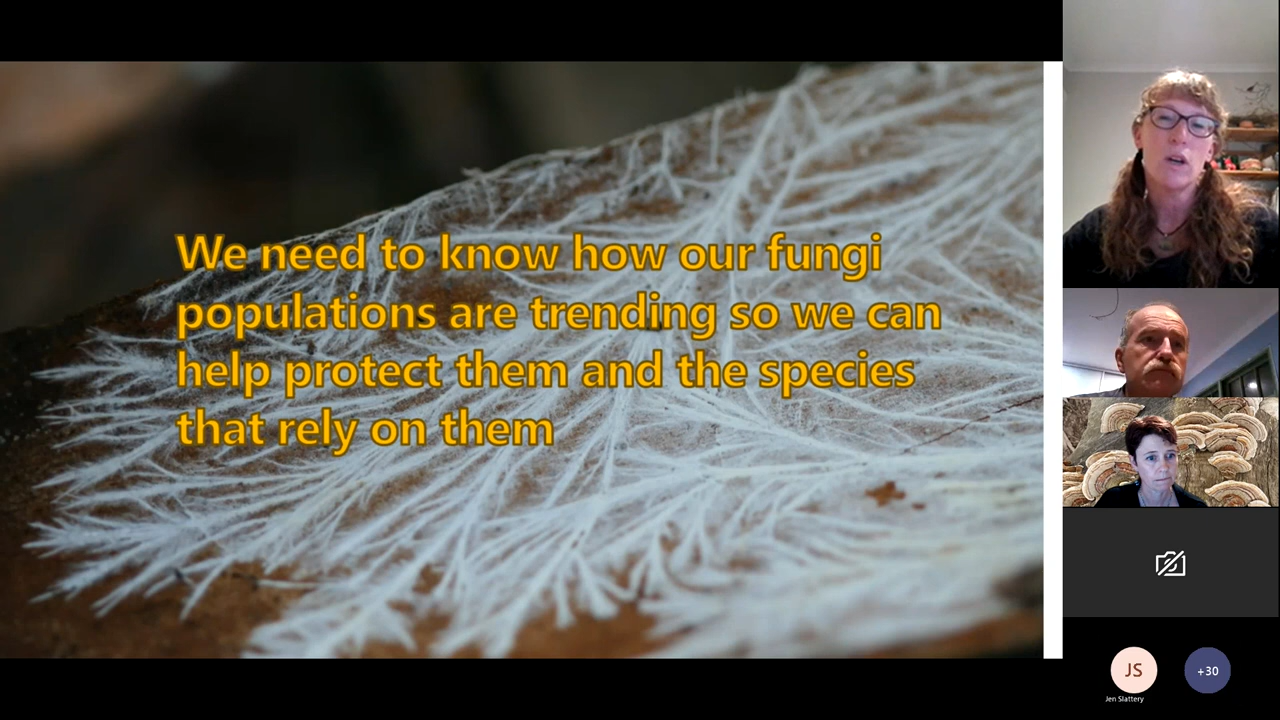 We need to know how our fungi
populations are trending so we can
help protect them and the species
that rely on them
JS
+30
Jen Slattery